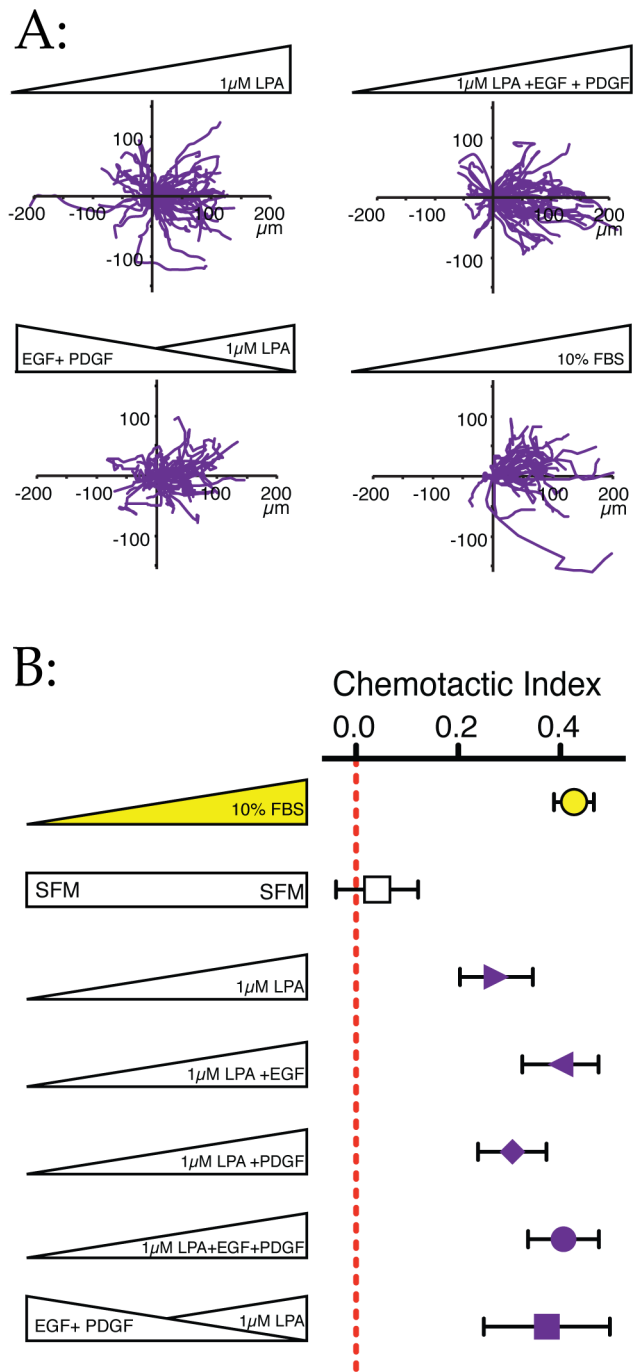 A:
1µM LPA
1µM LPA +EGF + PDGF
100
-200 -100 100 200
µm
-100
100
-200 -100 100 200
µm
-100
EGF+ PDGF 1µM LPA
10% FBS
100
-200 -100 100 200
µm
-100
100
-200 -100 100 200
µm
-100
B:
Chemotactic Index
0.0 0.2 0.4
10% FBS
SFM SFM
1µM LPA
1µM LPA +EGF
1µM LPA +PDGF
1µM LPA+EGF+PDGF
EGF+ PDGF 1µM LPA